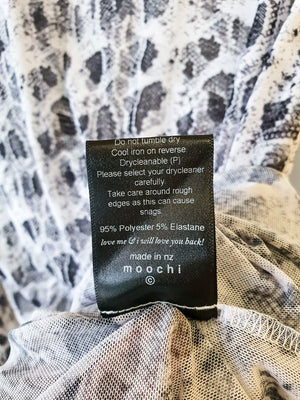 Do not tumble dry
Cool iron on reverse
Drycleanable (P)
Please select your drycleaner
carefully
Take care around rough
edges as this can cause
snags.
95% Polyester 5% Elastane
love me & i will love you back!
made in nz
moochi
©